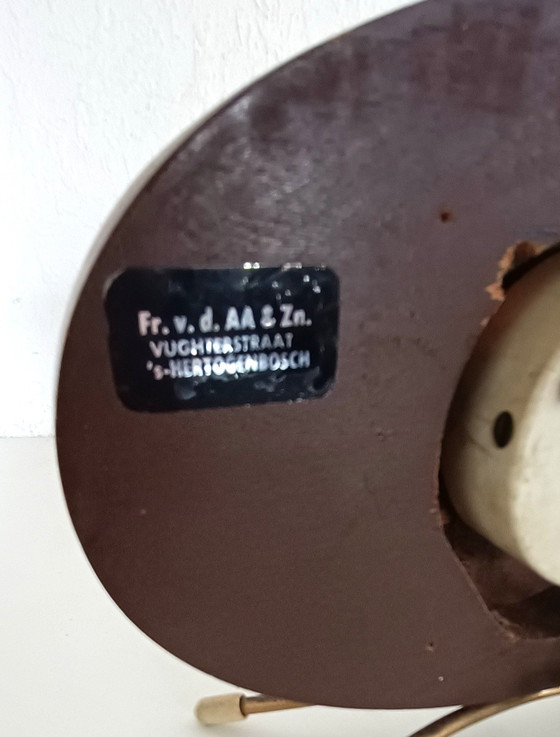 Fr. v. d. AA & Zn.
VUGHTERSTRAAT
's-HERTOGENBOSCH